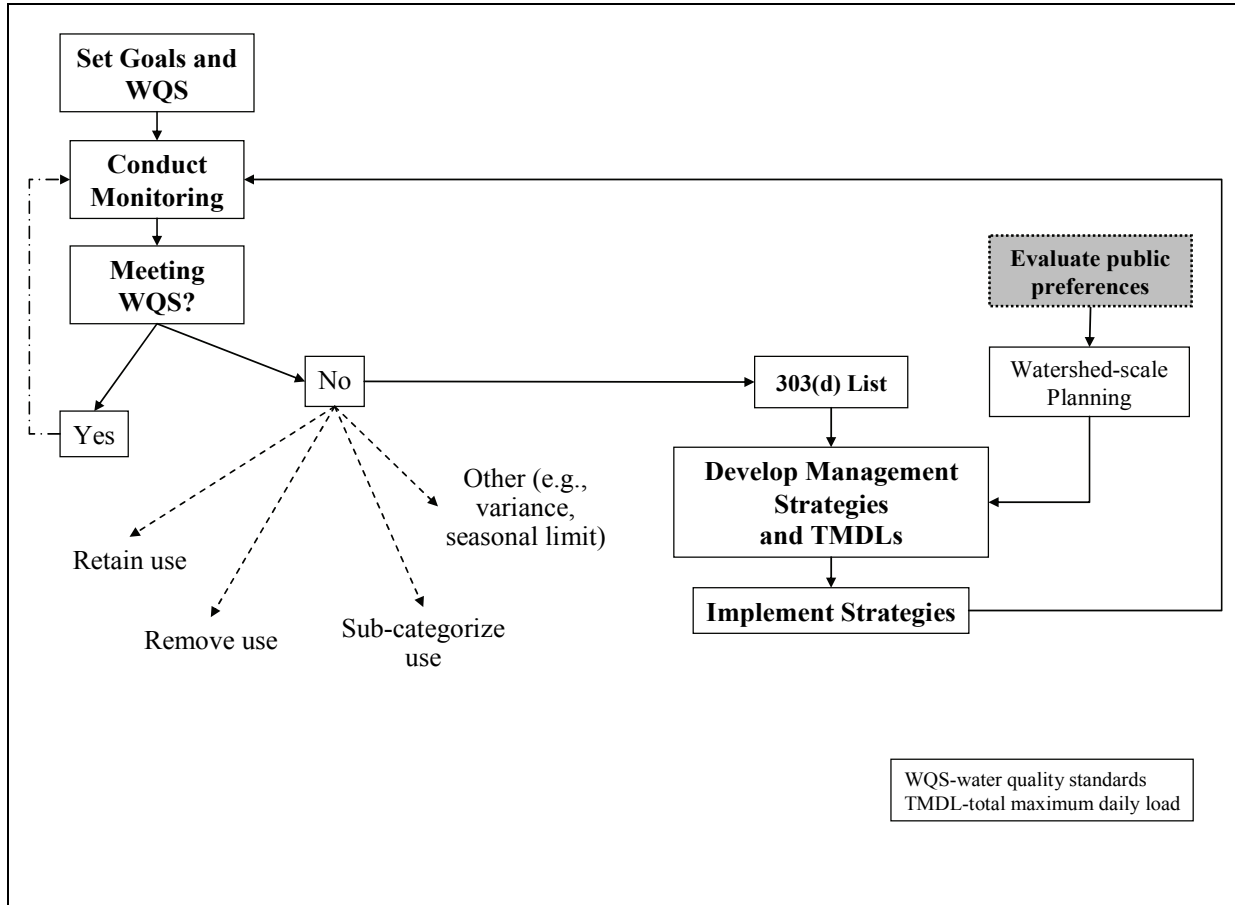 Set Goals and
WQS
Conduct
Monitoring
Meeting
WQS?
Yes
No
Retain use
Remove use
Sub-categorize
use
Other (e.g.,
variance,
seasonal limit)
303(d) List
Evaluate public
preferences
Watershed-scale
Planning
Develop Management
Strategies
and TMDLs
Implement Strategies
WQS-water quality standards
TMDL-total maximum daily load